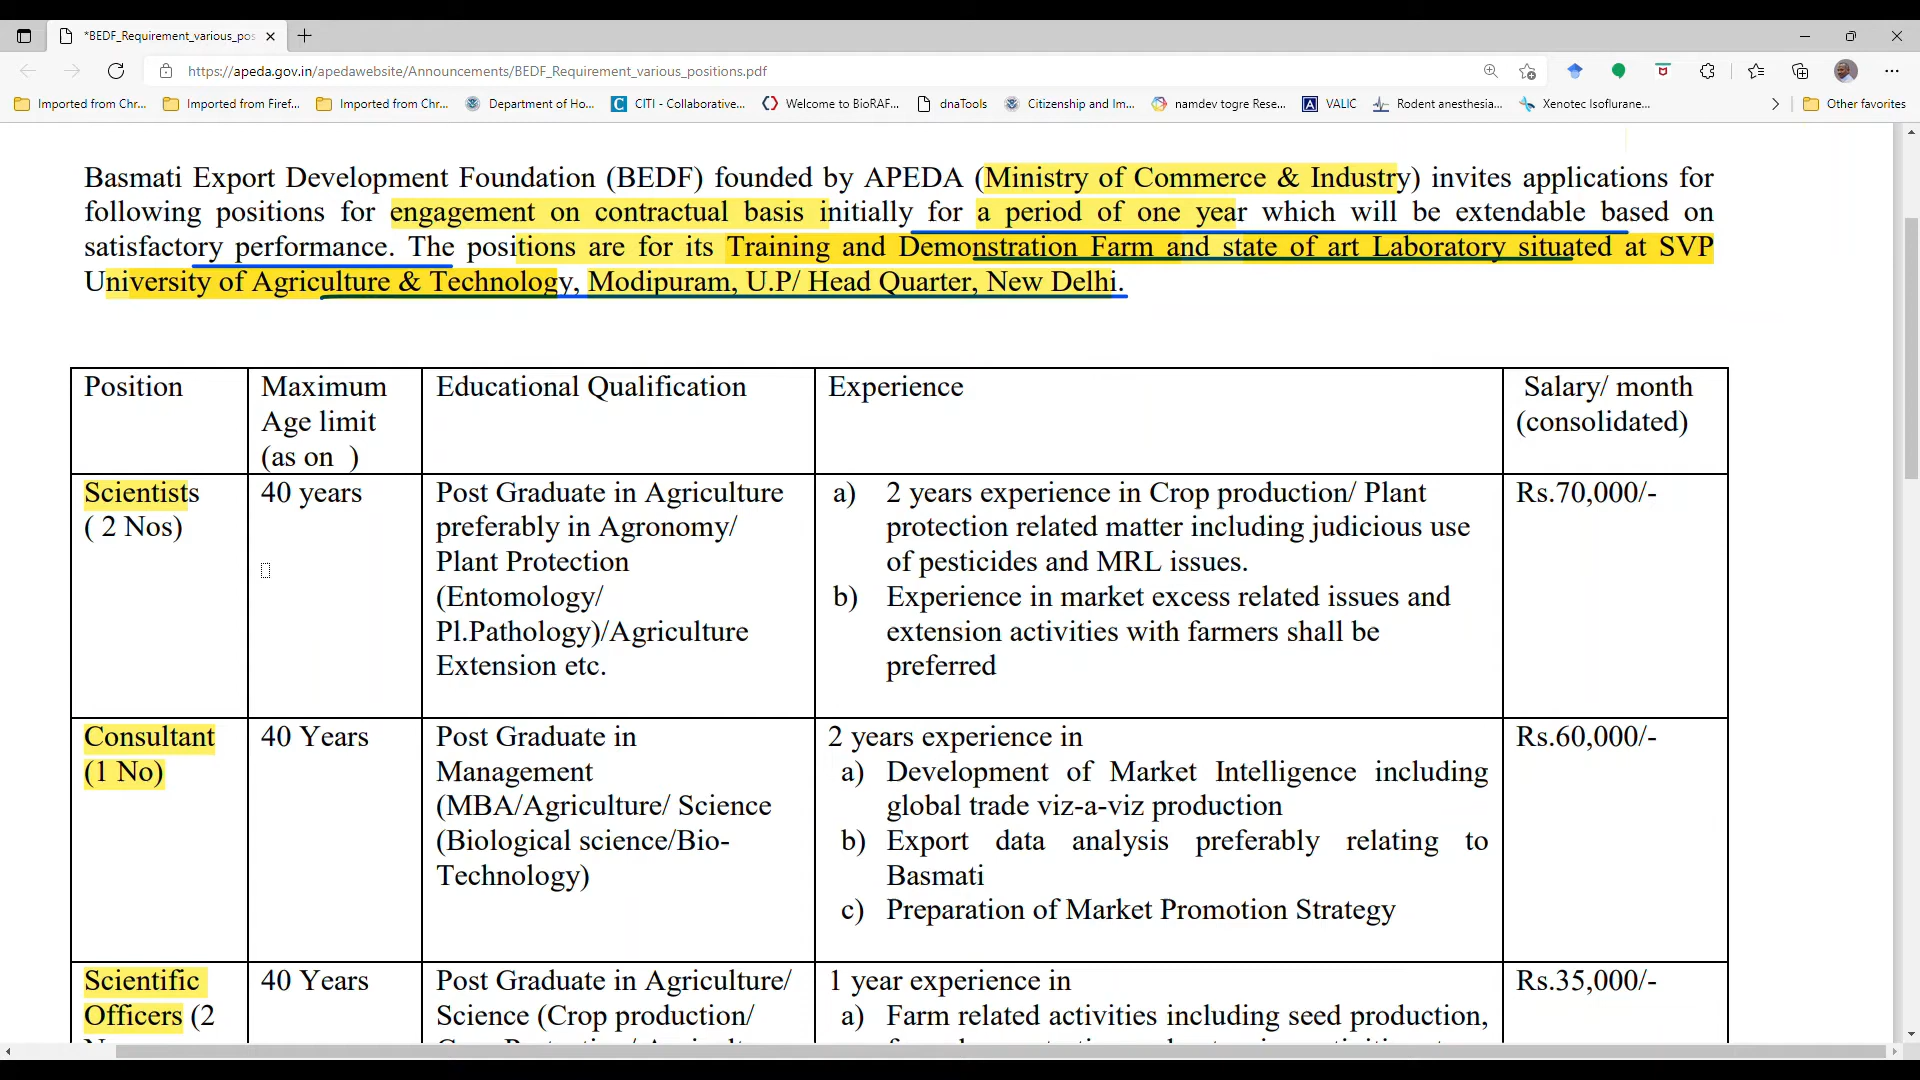 *BEDF_Requirement_various_pos
https://apeda.gov.in/apedawebsite/Announcements/BEDF_Requirement_various_positions.pdf
Imported from Chr... Imported from Firef... Imported from Chr... Department of Ho... CITI - Collaborative... Welcome to BioRAF... dnaTools Citizenship and Im... namdev togre Rese... VALIC Rodent anesthesia... Xenotec Isoflurane... Other favorites
Basmati Export Development Foundation (BEDF) founded by APEDA (Ministry of Commerce & Industry) invites applications for
following positions for engagement on contractual basis initially for a period of one year which will be extendable based on
satisfactory performance. The positions are for its Training and Demonstration Farm and state of art Laboratory situated at SVP
University of Agriculture & Technology, Modipuram, U.P/ Head Quarter, New Delhi.
Position
Maximum
Age limit
(as on )
Educational Qualification
Experience
Salary/ month
(consolidated)
Scientists
( 2 Nos)
40 years
Post Graduate in Agriculture
preferably in Agronomy/
Plant Protection
(Entomology/
Pl.Pathology)/Agriculture
Extension etc.
a) 2 years experience in Crop production/ Plant
protection related matter including judicious use
of pesticides and MRL issues.
b) Experience in market excess related issues and
extension activities with farmers shall be
preferred
Rs.70,000/-
Consultant
(1 No)
40 Years
Post Graduate in
Management
(MBA/Agriculture/ Science
(Biological science/Bio-
Technology)
2 years experience in
a) Development of Market Intelligence including
global trade viz-a-viz production
b) Export data analysis preferably relating to
Basmati
c) Preparation of Market Promotion Strategy
Rs.60,000/-
Scientific
Officers (2
40 Years
Post Graduate in Agriculture/
Science (Crop production/
1 year experience in
a) Farm related activities including seed production,
Rs.35,000/-